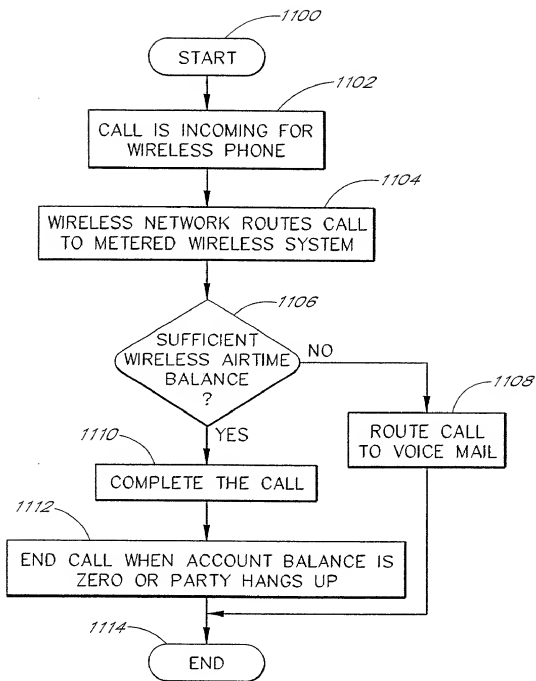 1100
START
1102
CALL IS INCOMING FOR
WIRELESS PHONE
1104
WIRELESS NETWORK ROUTES CALL
TO METERED WIRELESS SYSTEM
1106
SUFFICIENT
WIRELESS AIRTIME
BALANCE
?
NO
1108
ROUTE CALL
TO VOICE MAIL
YES
1110
COMPLETE THE CALL
1112
END CALL WHEN ACCOUNT BALANCE IS
ZERO OR PARTY HANGS UP
1114
END